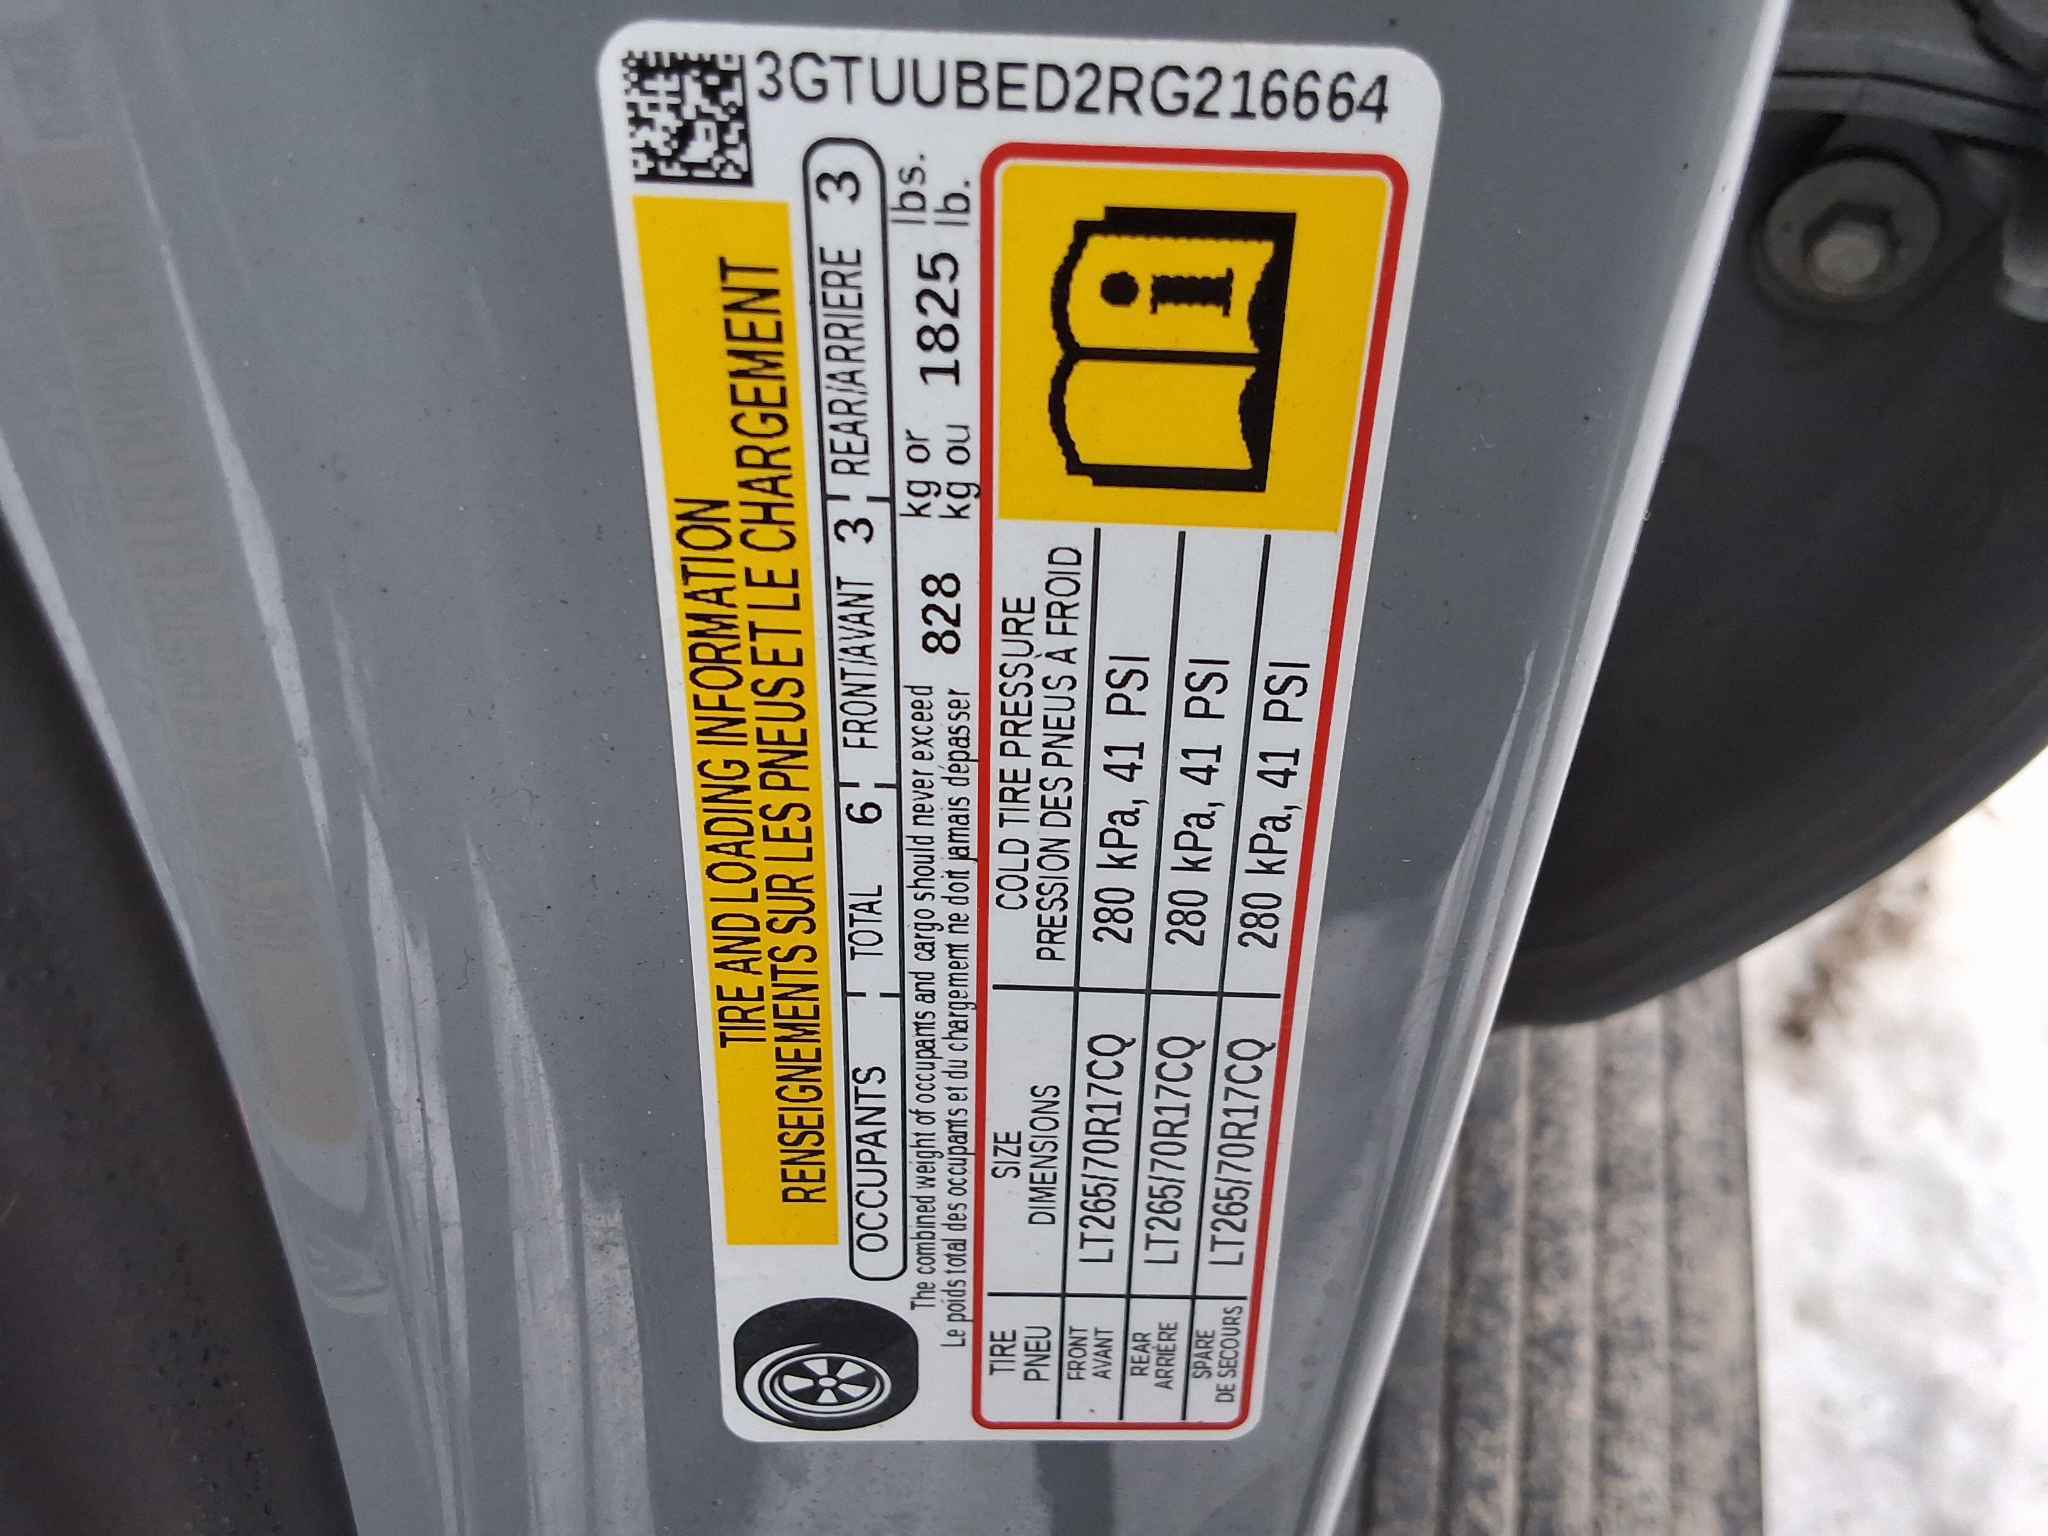 3GTUUBED2RG216664
TIRE AND LOADING INFORMATION
RENSEIGNEMENTS SUR LES PNEUS ET LE CHARGEMENT
OCCUPANTS TOTAL 6 FRONT/AVANT 3 REAR/ARRIERE 3
The combined weight of occupants and cargo should never exceed 828 kg or 1825 lbs.
Le poids total des occupants et du chargement ne doit jamais dépasser kg ou lb.
TIRE SIZE COLD TIRE PRESSURE
PNEU DIMENSIONS PRESSION DES PNEUS À FROID
FRONT
AVANT LT265/70R17CQ 280 kPa, 41 PSI
REAR
ARRIÈRE LT265/70R17CQ 280 kPa, 41 PSI
SPARE
DE SECOURS LT265/70R17CQ 280 kPa, 41 PSI